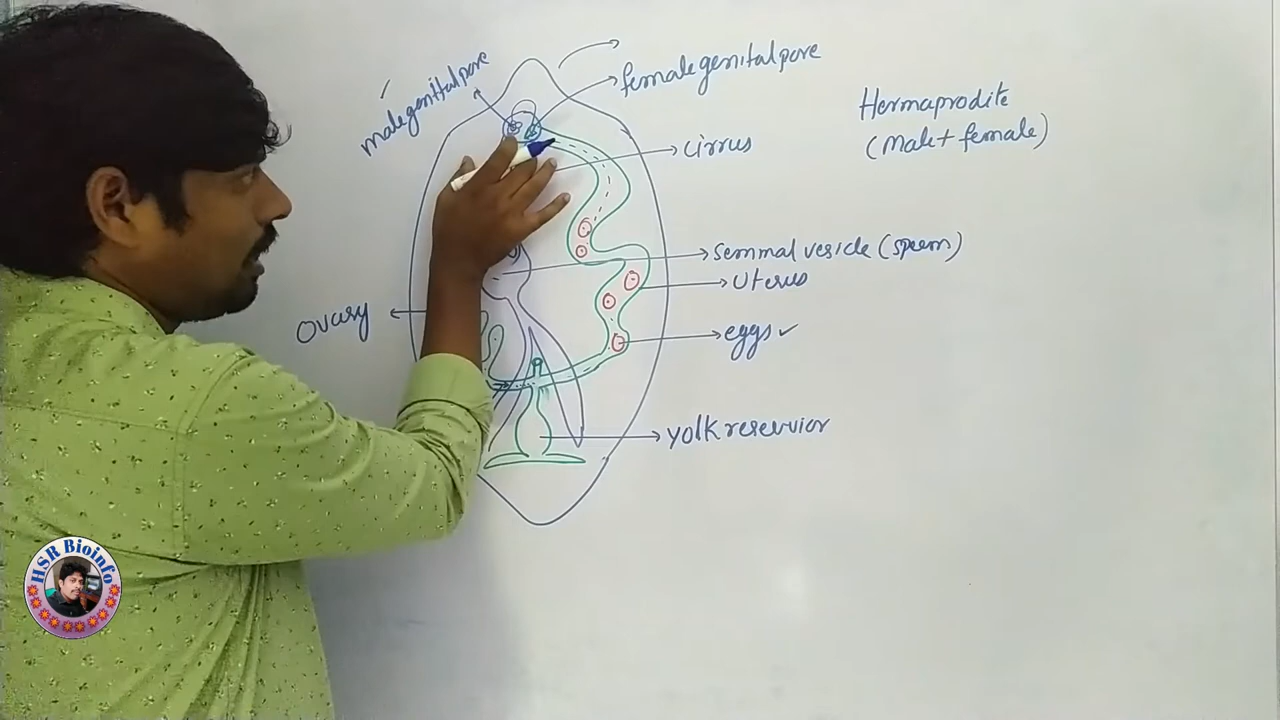 male genital pore
female genital pore
Hermaprodite
(Male + female)
cirrus
Semmal vesicle (sperm)
Uterus
ovary
eggs ✓
yolk reservior
HSR Bioinfo